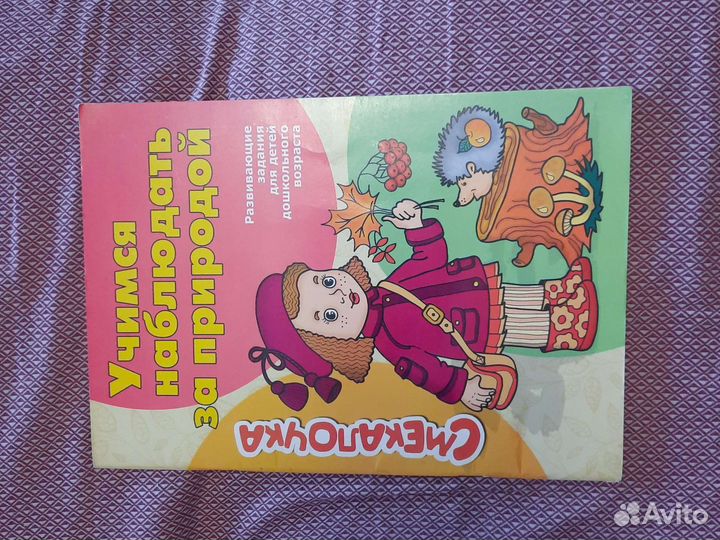 СМЕКАЛОЧКА
Учимся
наблюдать
за природой
Развивающие
задания
для детей
дошкольного
возраста
Avito